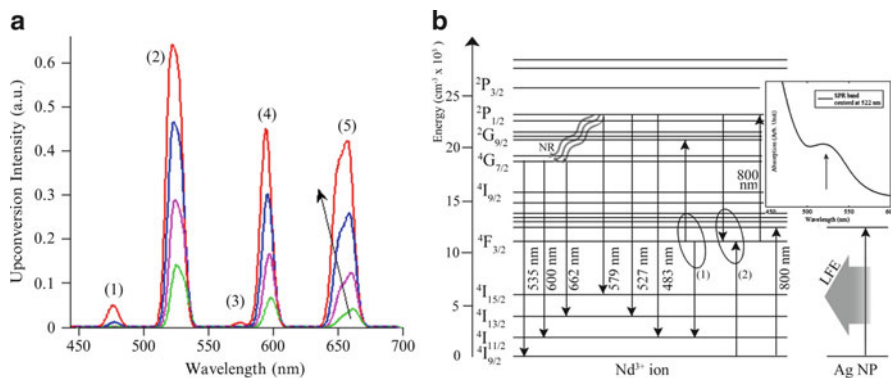 a
Upconversion Intensity (a.u.)
0.6
0.5
0.4
0.3
0.2
0.1
0
450
500
550
600
650
700
Wavelength (nm)
(1)
(2)
(3)
(4)
(5)
b
Energy (cm⁻³ x 10³)
25
20
15
10
5
0
²P₃/₂
²P₁/₂
²G₉/₂
⁴G₇/₂
⁴I₉/₂
⁴F₃/₂
⁴I₁₅/₂
⁴I₁₃/₂
⁴I₁₁/₂
⁴I₉/₂
NR
535 nm
600 nm
662 nm
579 nm
527 nm
483 nm
(1)
(2)
800 nm
800
nm
Nd³⁺ ion
SPR band
centered at 522 nm
450
500
550
600
Wavelength (nm)
LFE
Ag NP